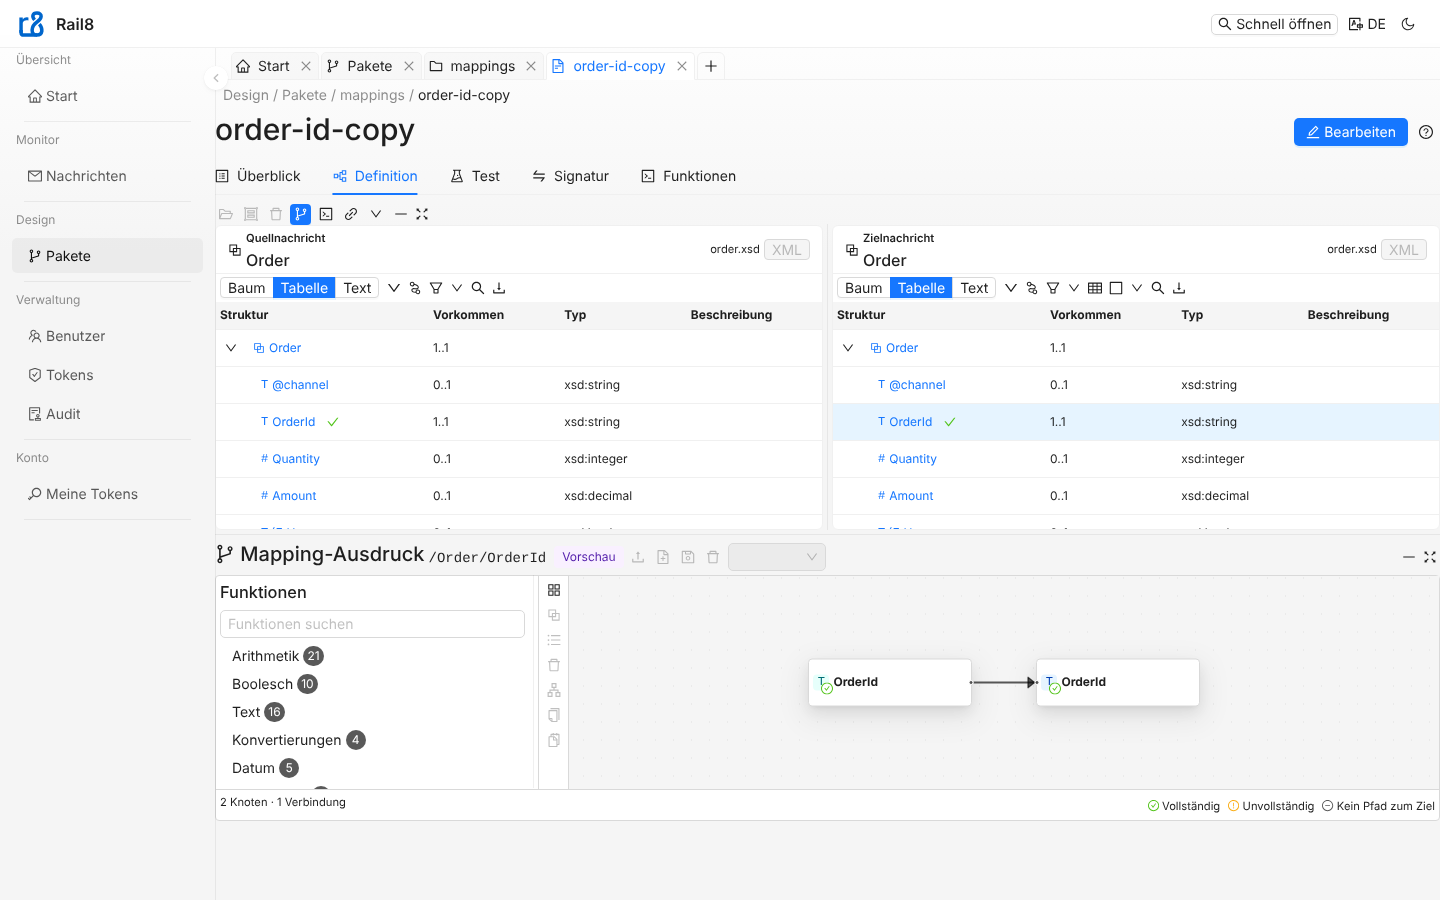 Rail8
Schnell öffnen
DE
Übersicht
Start
Monitor
Nachrichten
Design
Pakete
Verwaltung
Benutzer
Tokens
Audit
Konto
Meine Tokens
Start
Pakete
mappings
order-id-copy
Design / Pakete / mappings / order-id-copy
order-id-copy
Bearbeiten
Überblick
Definition
Test
Signatur
Funktionen
Quellnachricht
Order
order.xsd
XML
Baum
Tabelle
Text
Struktur Vorkommen Typ Beschreibung
Order 1..1
@channel 0..1 xsd:string
OrderId 1..1 xsd:string
Quantity 0..1 xsd:integer
Amount 0..1 xsd:decimal
Zielnachricht
Order
order.xsd
XML
Baum
Tabelle
Text
Struktur Vorkommen Typ Beschreibung
Order 1..1
@channel 0..1 xsd:string
OrderId 1..1 xsd:string
Quantity 0..1 xsd:integer
Amount 0..1 xsd:decimal
Mapping-Ausdruck /Order/OrderId Vorschau
Funktionen
Funktionen suchen
Arithmetik 21
Boolesch 10
Text 16
Konvertierungen 4
Datum 5
OrderId
OrderId
2 Knoten · 1 Verbindung
Vollständig
Unvollständig
Kein Pfad zum Ziel